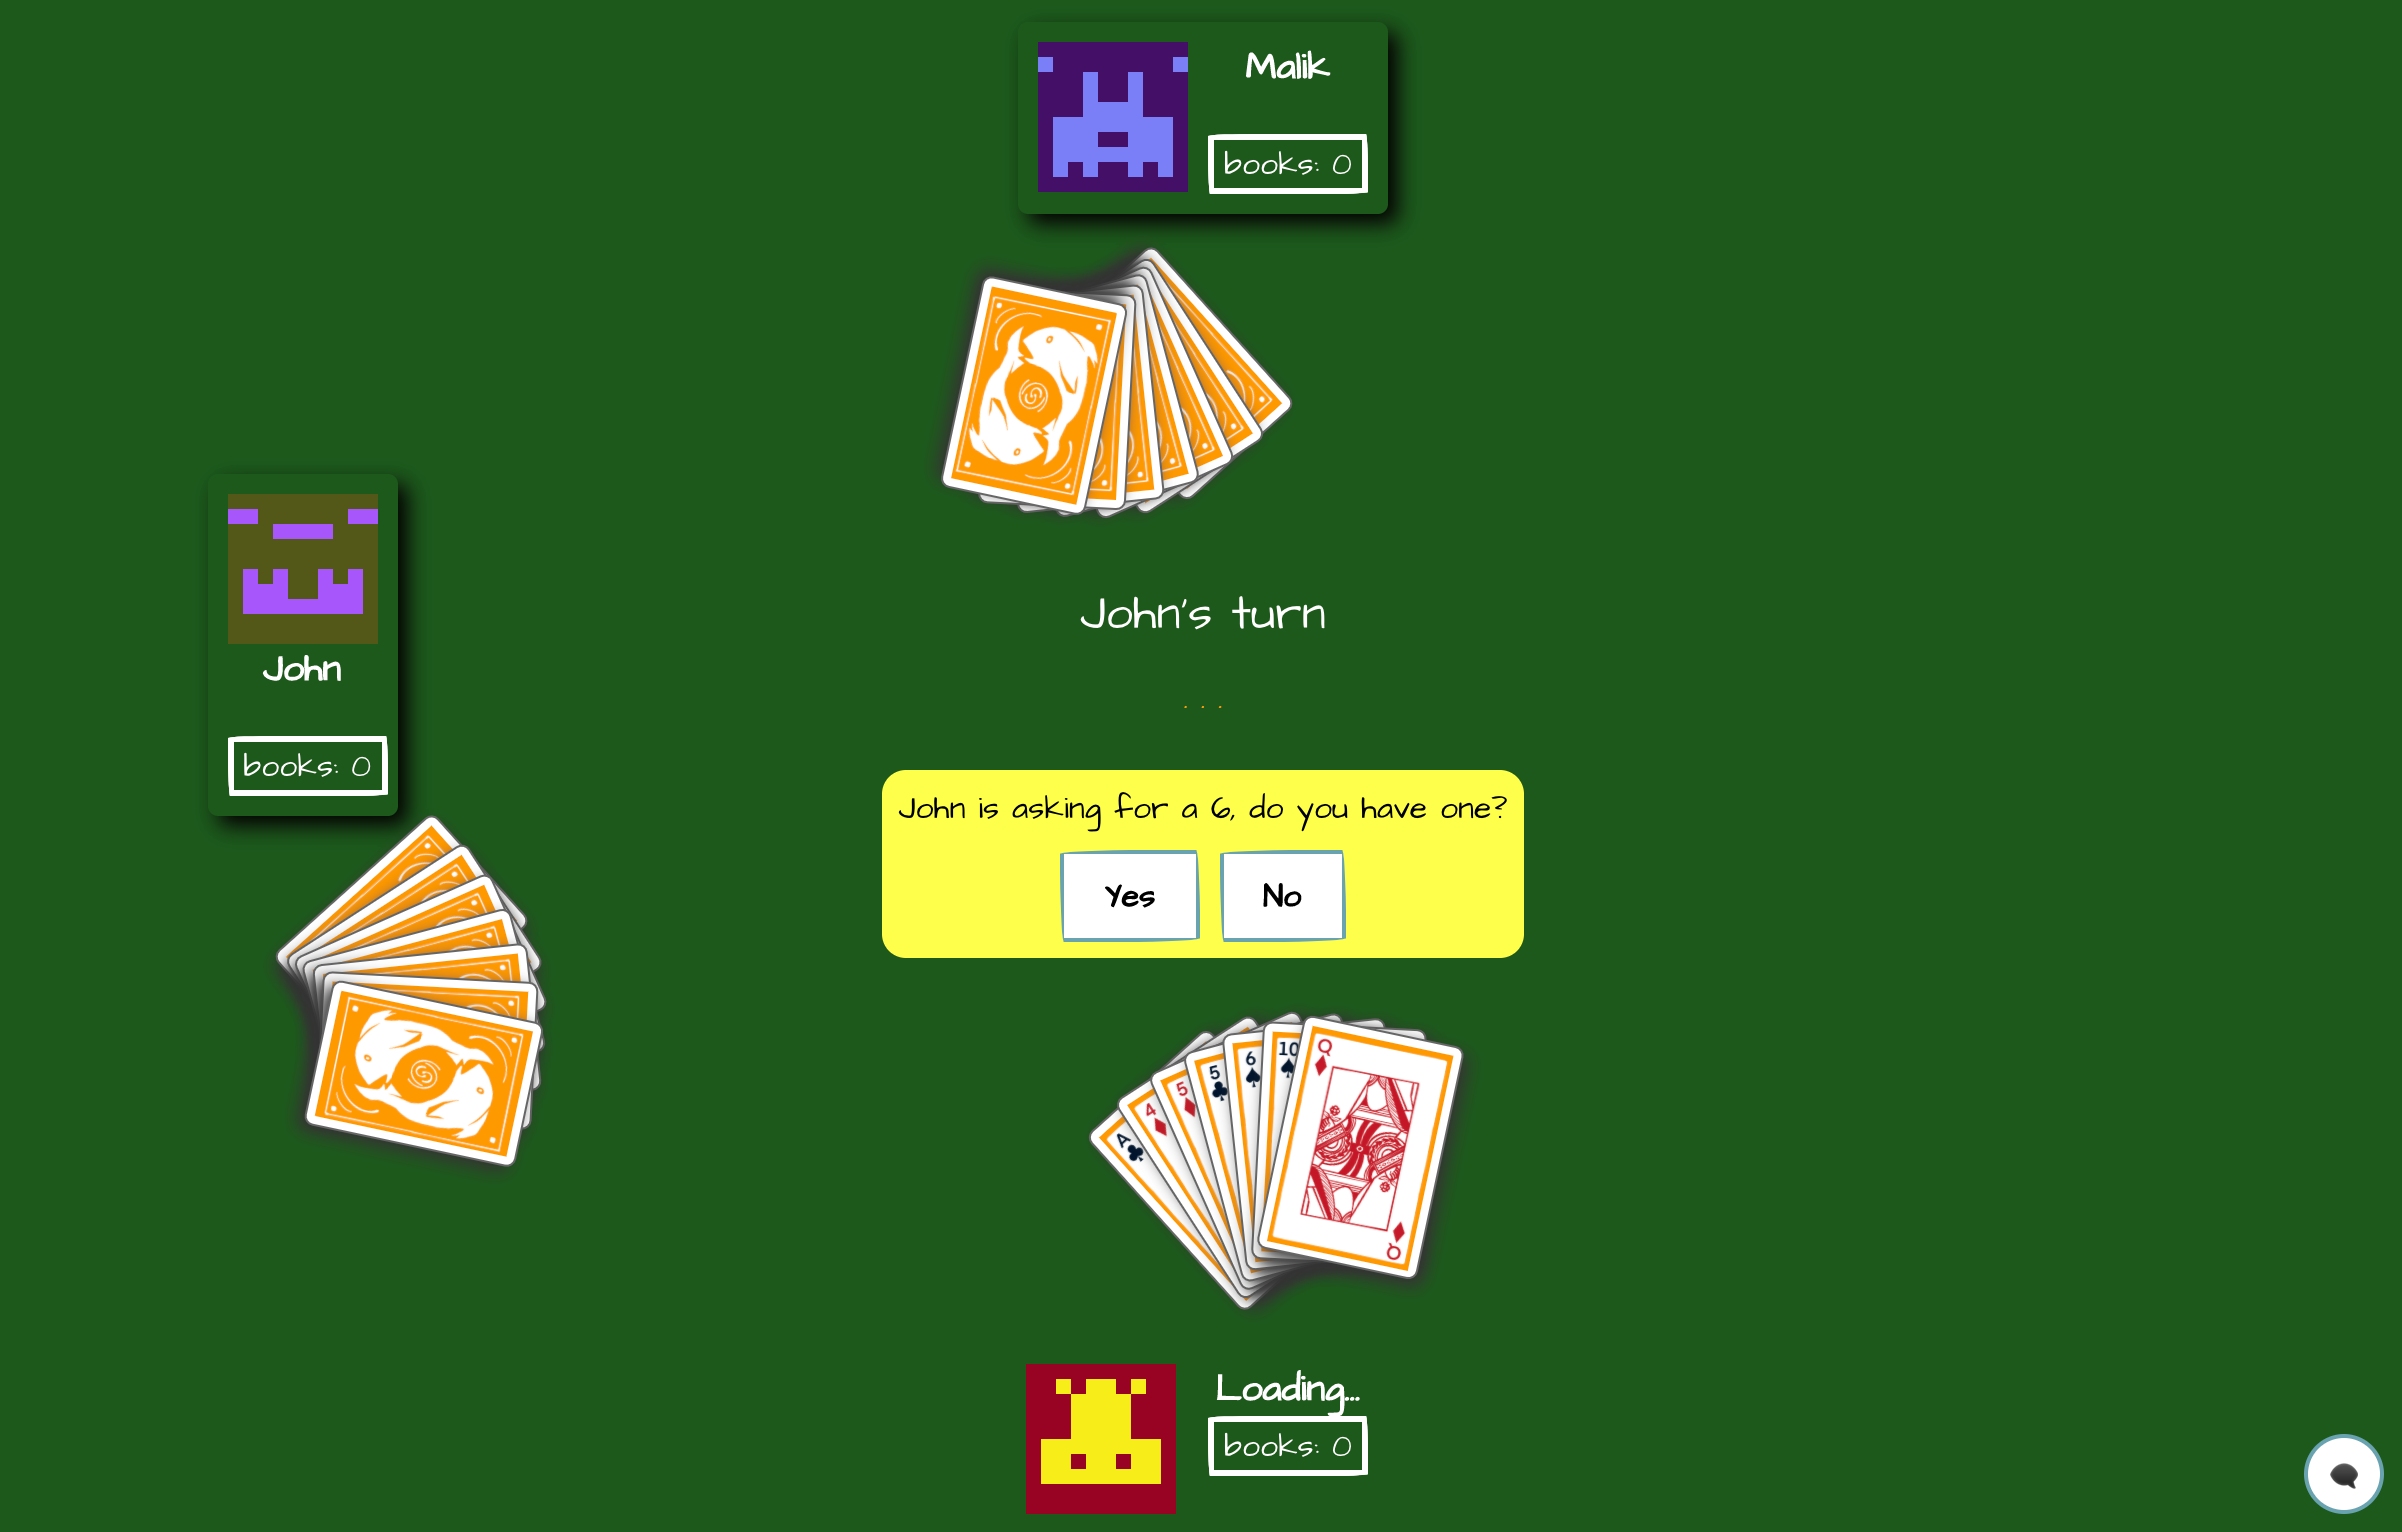 Malik
books: 0
John's turn
John
books: 0
. . .
John is asking for a 6, do you have one?
Yes No
A
4
5
5
6
10
Q
Q
Loading...
books: 0